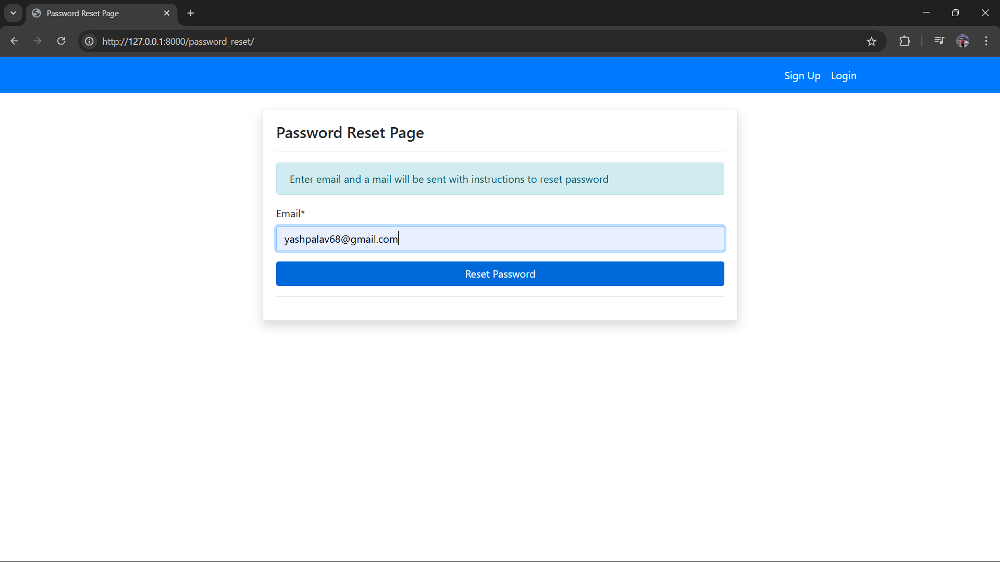 Password Reset Page
http://127.0.0.1:8000/password_reset/
Sign Up Login
Password Reset Page
Enter email and a mail will be sent with instructions to reset password
Email*
yashpalav68@gmail.com
Reset Password